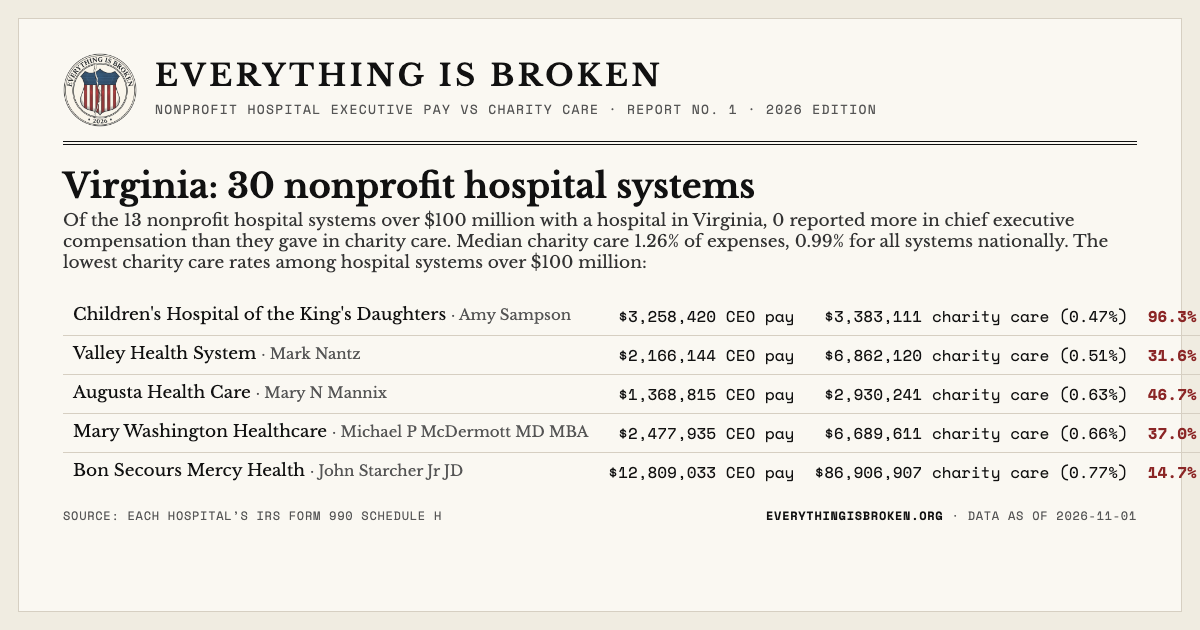 EVERYTHING IS BROKEN
· 2026 ·
EVERYTHING IS BROKEN
NONPROFIT HOSPITAL EXECUTIVE PAY VS CHARITY CARE · REPORT NO. 1 · 2026 EDITION
Virginia: 30 nonprofit hospital systems
Of the 13 nonprofit hospital systems over $100 million with a hospital in Virginia, 0 reported more in chief executive
compensation than they gave in charity care. Median charity care 1.26% of expenses, 0.99% for all systems nationally. The
lowest charity care rates among hospital systems over $100 million:
Children's Hospital of the King's Daughters · Amy Sampson $3,258,420 CEO pay $3,383,111 charity care (0.47%) 96.3%
Valley Health System · Mark Nantz $2,166,144 CEO pay $6,862,120 charity care (0.51%) 31.6%
Augusta Health Care · Mary N Mannix $1,368,815 CEO pay $2,930,241 charity care (0.63%) 46.7%
Mary Washington Healthcare · Michael P McDermott MD MBA $2,477,935 CEO pay $6,689,611 charity care (0.66%) 37.0%
Bon Secours Mercy Health · John Starcher Jr JD $12,809,033 CEO pay $86,906,907 charity care (0.77%) 14.7%
SOURCE: EACH HOSPITAL'S IRS FORM 990 SCHEDULE H
EVERYTHINGISBROKEN.ORG · DATA AS OF 2026-11-01